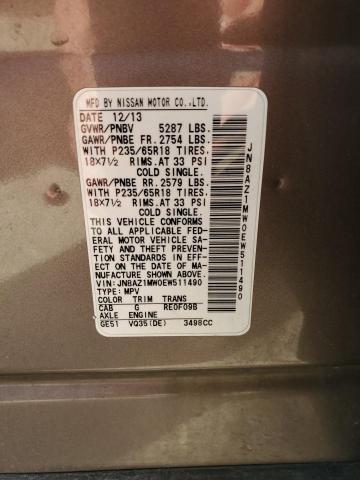 MFD BY NISSAN MOTOR CO.,LTD.
DATE 12/13
GVWR/PNBV 5287 LBS.
GAWR/PNBE FR. 2754 LBS.
WITH P235/65R18 TIRES.
18X7½ RIMS. AT 33 PSI
COLD SINGLE.
GAWR/PNBE RR. 2579 LBS.
WITH P235/65R18 TIRES.
18X7½ RIMS. AT 33 PSI
COLD SINGLE.
THIS VEHICLE CONFORMS
TO ALL APPLICABLE FED-
ERAL MOTOR VEHICLE SA-
FETY AND THEFT PREVENTION
STANDARDS IN EFF-
ECT ON THE DATE OF MA-
NUFACTURE SHOWN ABOVE.
VIN:JN8AZ1MW0EW511490
TYPE:MPV
COLOR TRIM TRANS
CAB G RE0F09B
AXLE ENGINE
GE51 VQ35(DE) 3498CC
JN8AZ1MW0EW511490